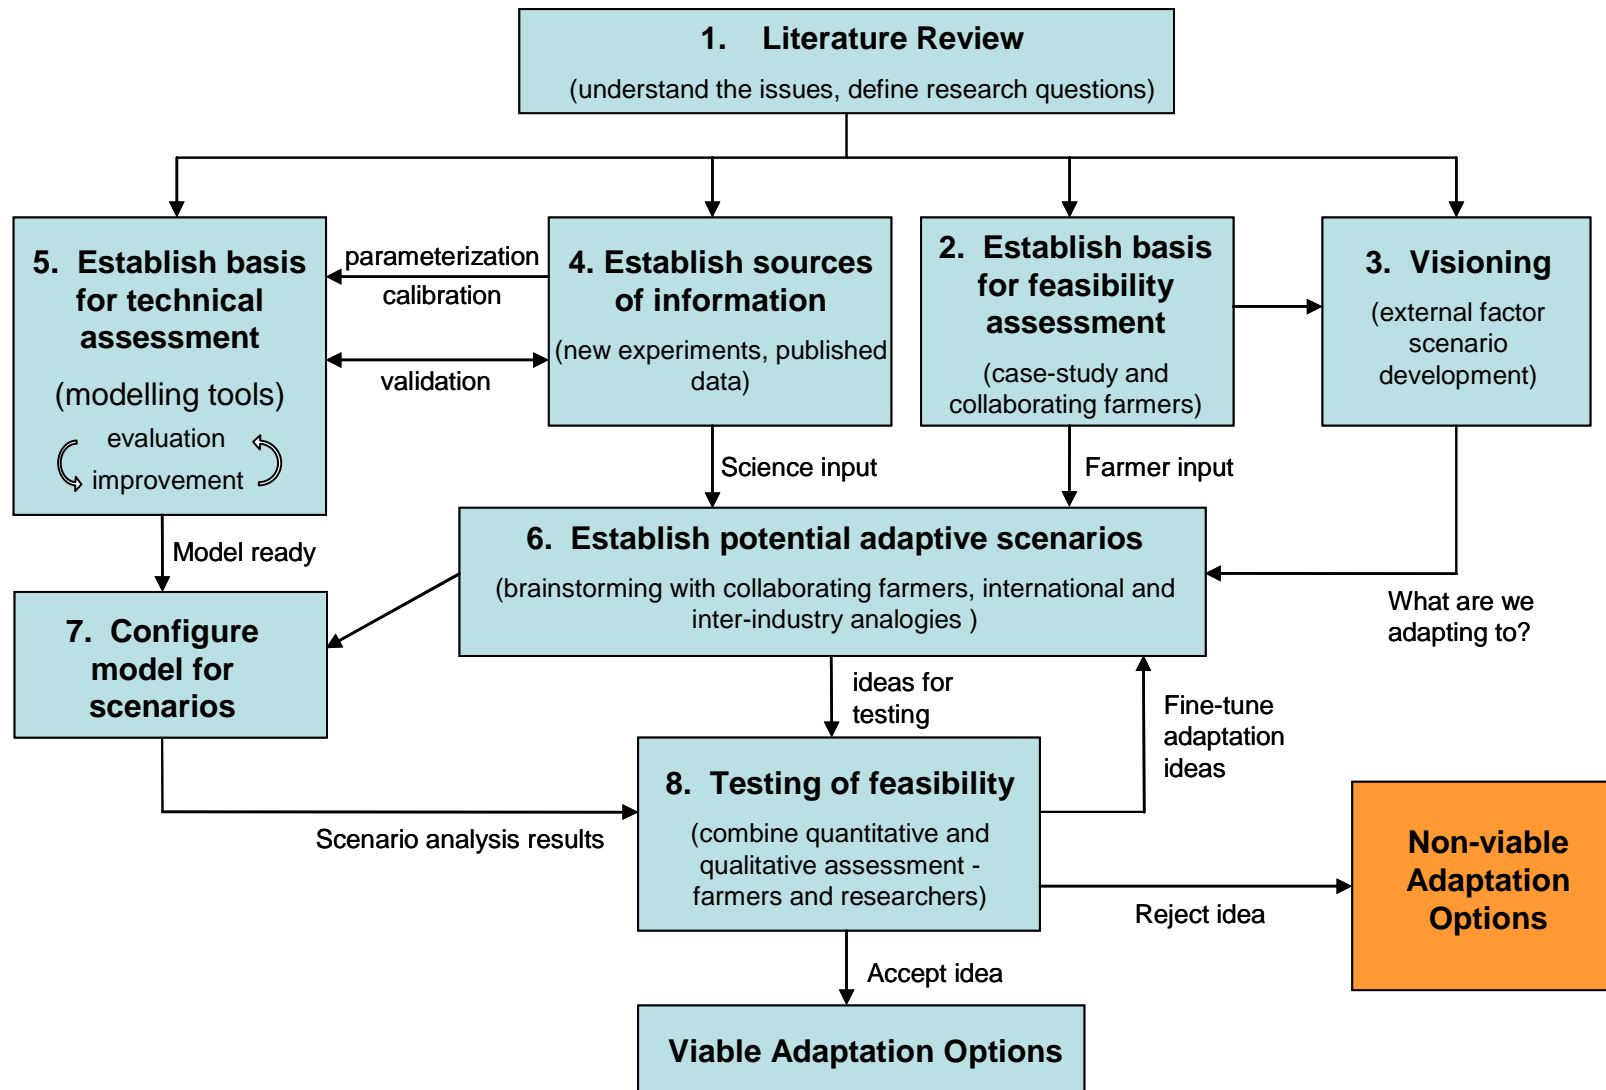 1. Literature Review
(understand the issues, define research questions)
5. Establish basis
for technical
assessment
(modelling tools)
evaluation
improvement
parameterization
calibration
validation
4. Establish sources
of information
(new experiments, published
data)
2. Establish basis
for feasibility
assessment
(case-study and
collaborating farmers)
3. Visioning
(external factor
scenario
development)
Science input
Farmer input
Model ready
6. Establish potential adaptive scenarios
(brainstorming with collaborating farmers, international and
inter-industry analogies )
What are we
adapting to?
7. Configure
model for
scenarios
ideas for
testing
Fine-tune
adaptation
ideas
Scenario analysis results
8. Testing of feasibility
(combine quantitative and
qualitative assessment -
farmers and researchers)
Reject idea
Non-viable
Adaptation
Options
Accept idea
Viable Adaptation Options